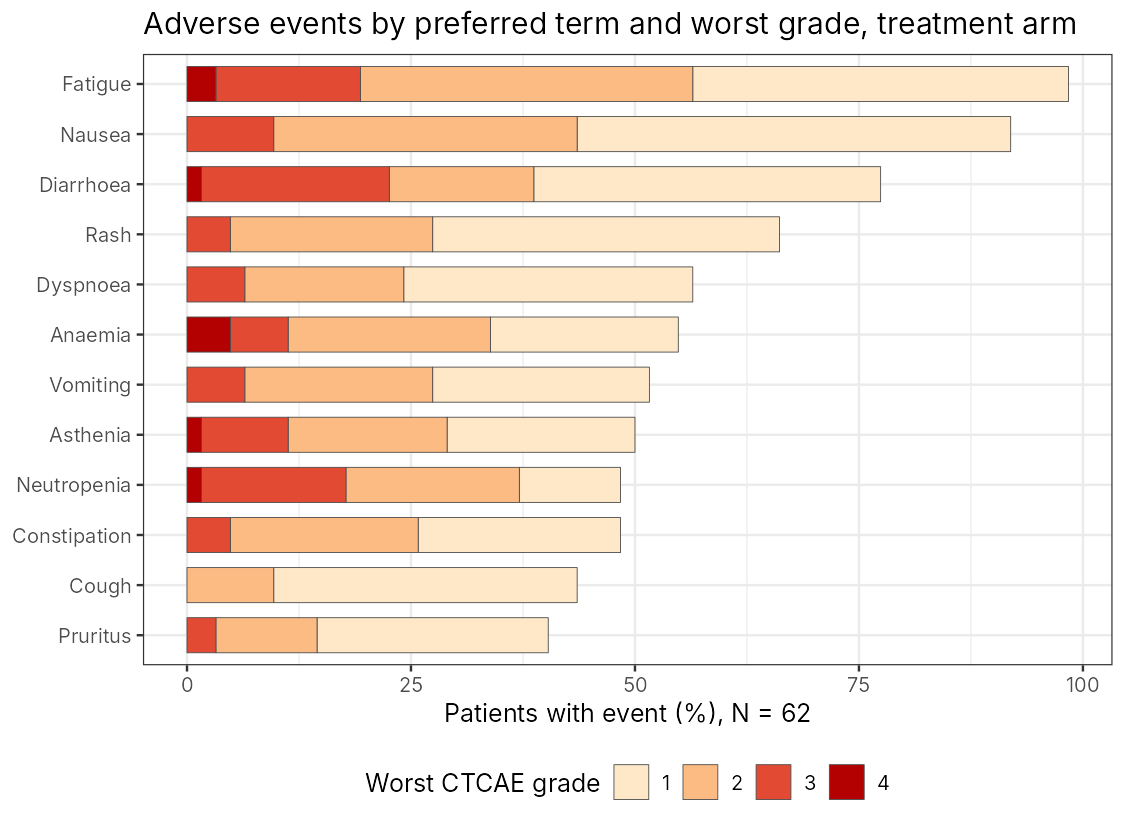 Adverse events by preferred term and worst grade, treatment arm
Fatigue
Nausea
Diarrhoea
Rash
Dyspnoea
Anaemia
Vomiting
Asthenia
Neutropenia
Constipation
Cough
Pruritus
0 25 50 75 100
Patients with event (%), N = 62
Worst CTCAE grade 1 2 3 4